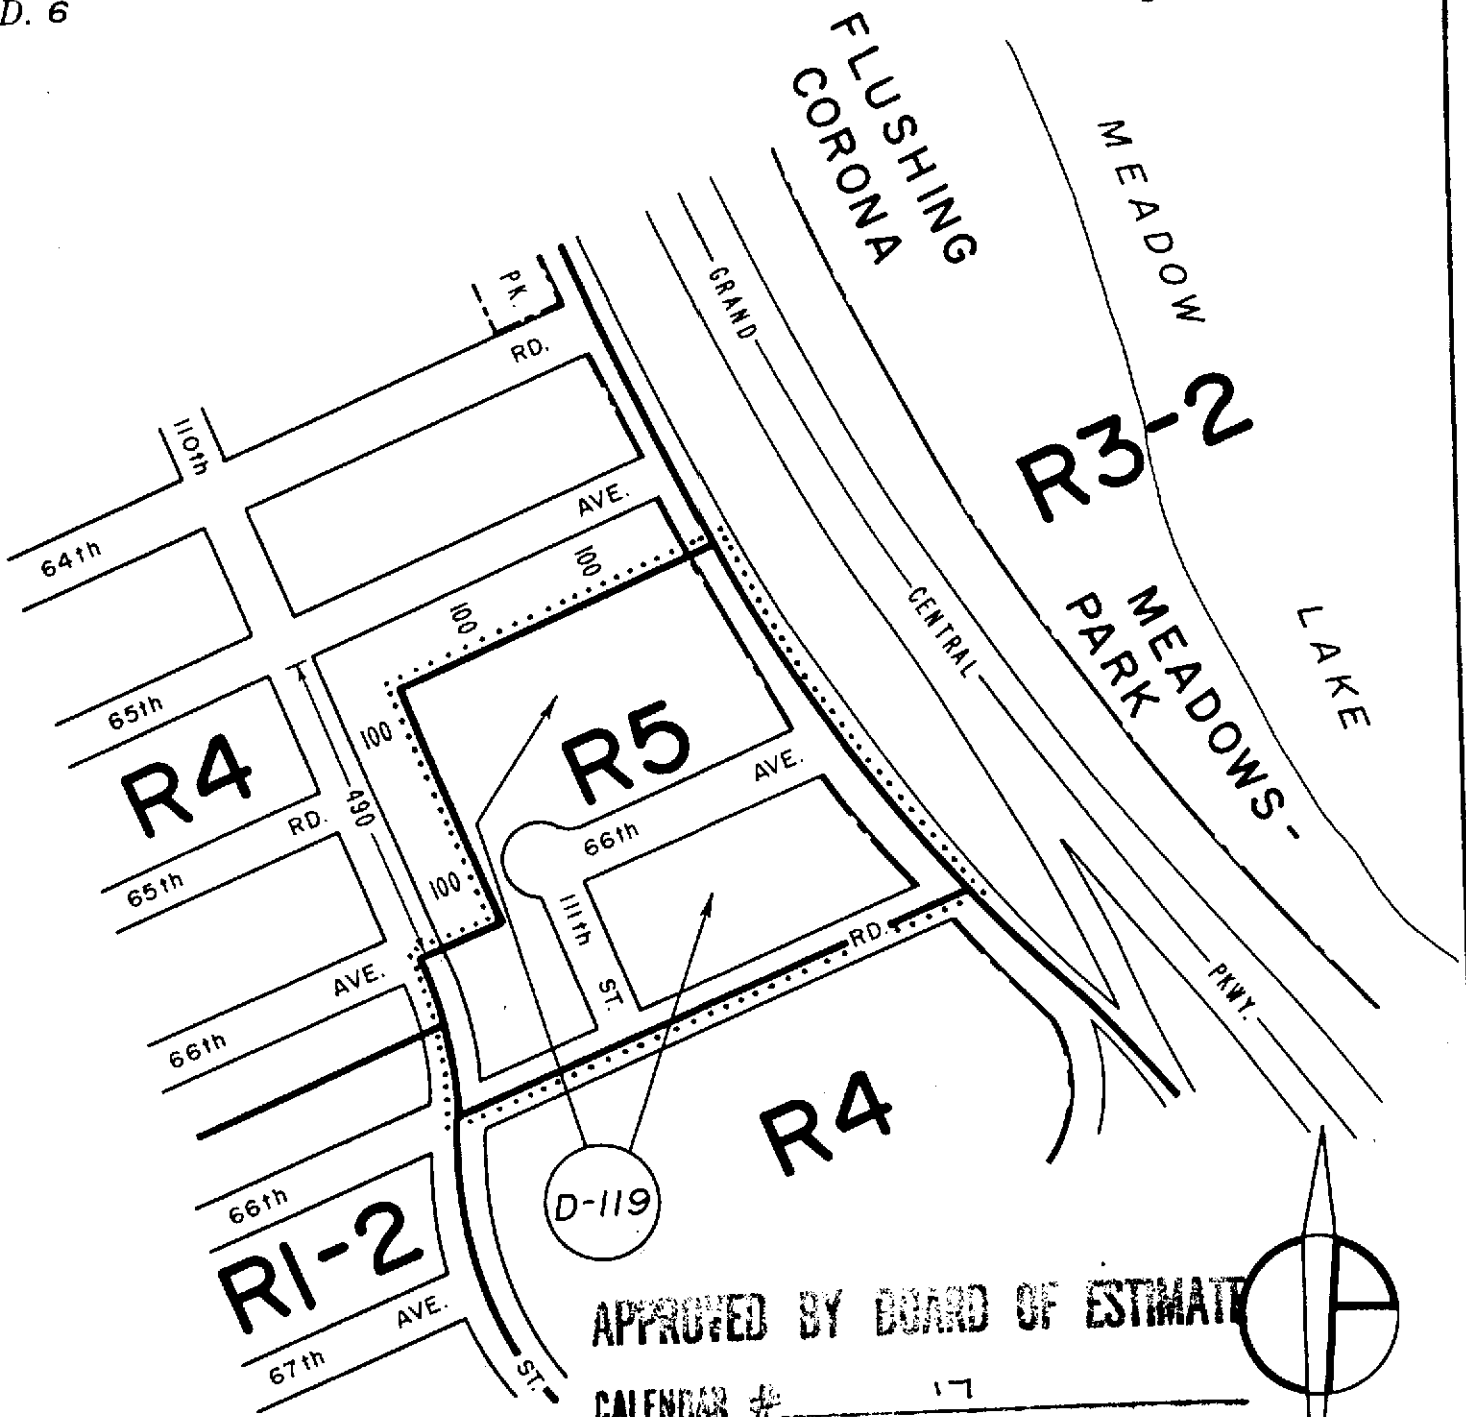 D. 6
FLUSHING
CORONA
MEADOW
GRAND
PK.
RD.
110th
R3-2
64th
AVE.
100
100
CENTRAL
MEADOWS-
PARK
LAKE
65th
R4
100
R5
490
RD.
AVE.
65th
66th
100
111th
ST.
RD.
AVE.
66th
PKWY.
R4
66th
R1-2
D-119
AVE.
67th
ST.
APPROVED BY BOARD OF ESTIMATE
CALENDAR # 17